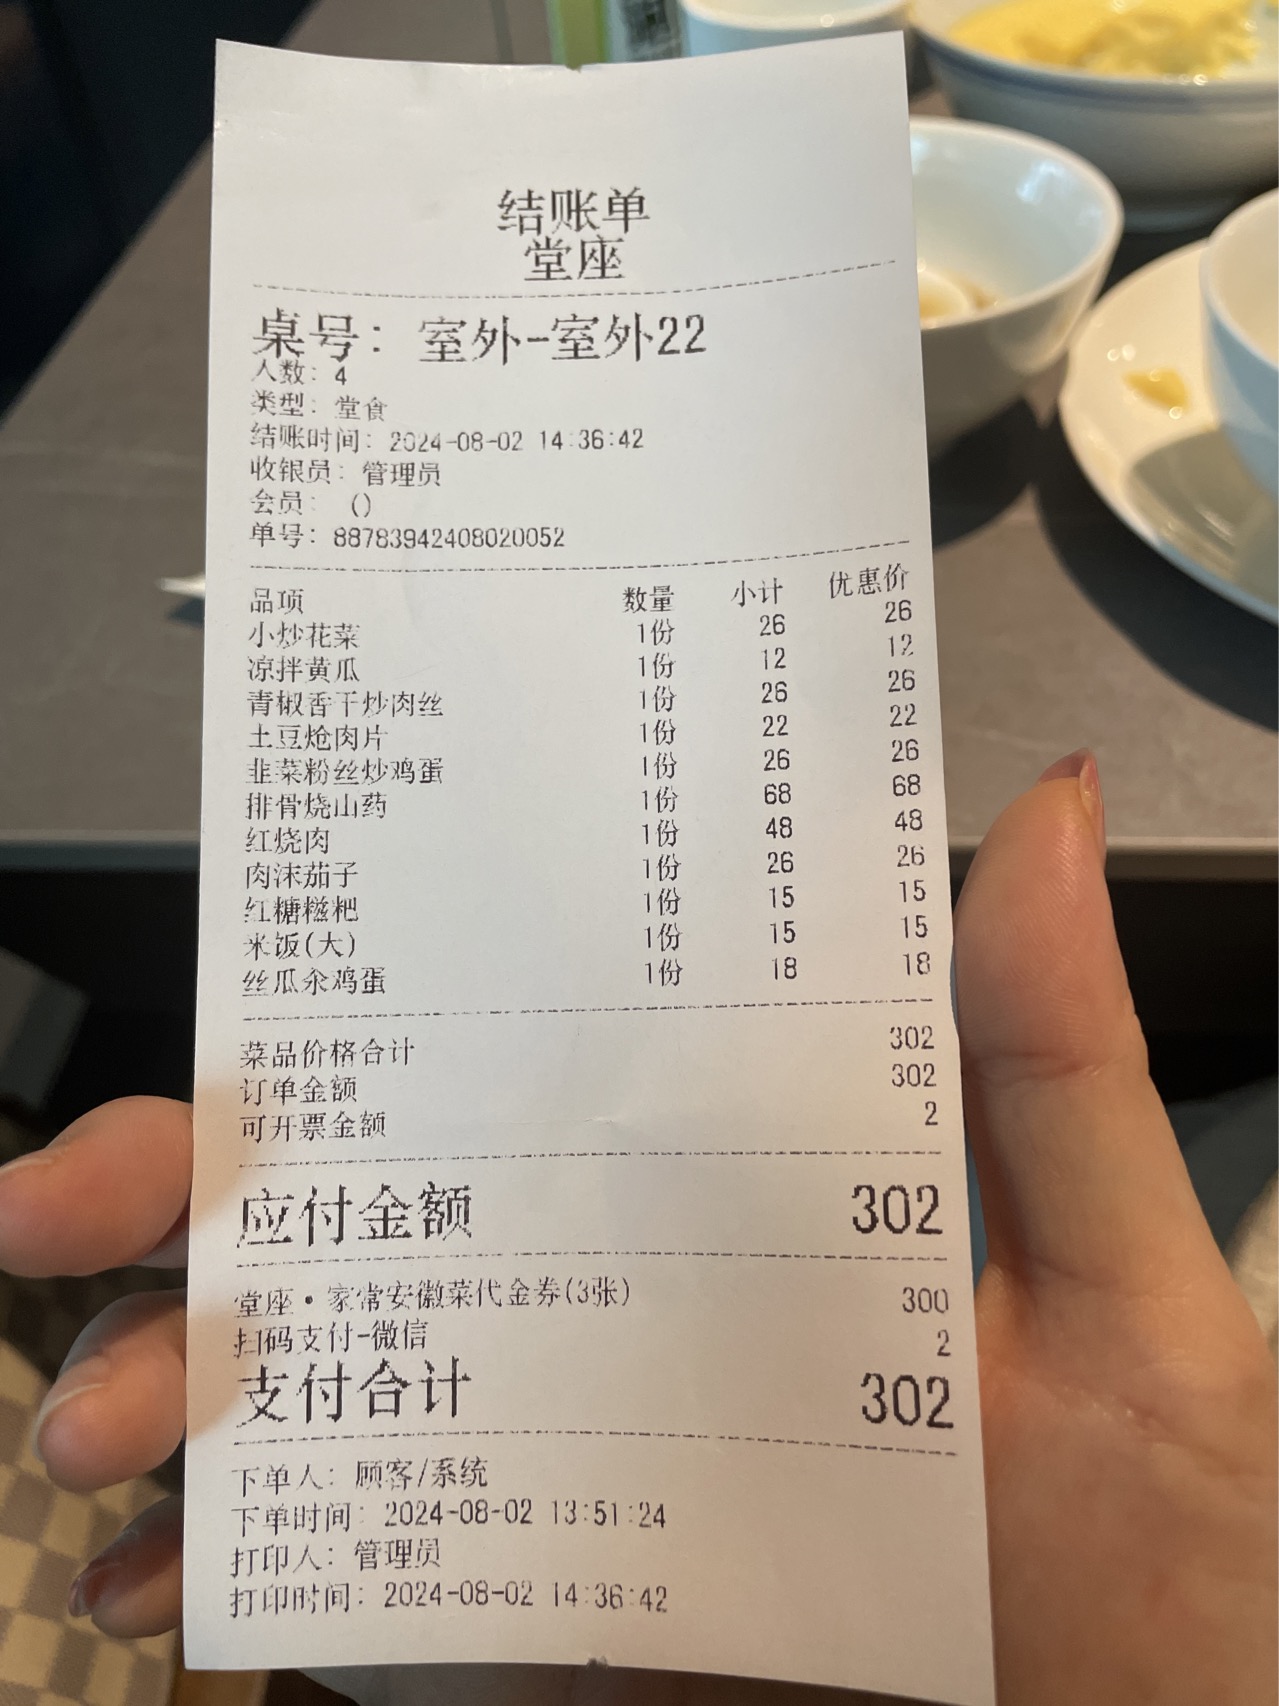 结账单
堂座
桌号: 室外-室外22
人数: 4
类型: 堂食
结账时间: 2024-08-02 14:36:42
收银员: 管理员
会员: ()
单号: 88783942408020052
品项 数量 小计 优惠价
小炒花菜 1份 26 26
凉拌黄瓜 1份 12 12
青椒香干炒肉丝 1份 26 26
土豆炝肉片 1份 22 22
韭菜粉丝炒鸡蛋 1份 26 26
排骨烧山药 1份 68 68
红烧肉 1份 48 48
肉沫茄子 1份 26 26
红糖糍粑 1份 15 15
米饭(大) 1份 15 15
丝瓜汆鸡蛋 1份 18 18
菜品价格合计 302
订单金额 302
可开票金额 2
应付金额 302
堂座·家常安徽菜代金券(3张) 300
扫码支付-微信 2
支付合计 302
下单人: 顾客/系统
下单时间: 2024-08-02 13:51:24
打印人: 管理员
打印时间: 2024-08-02 14:36:42